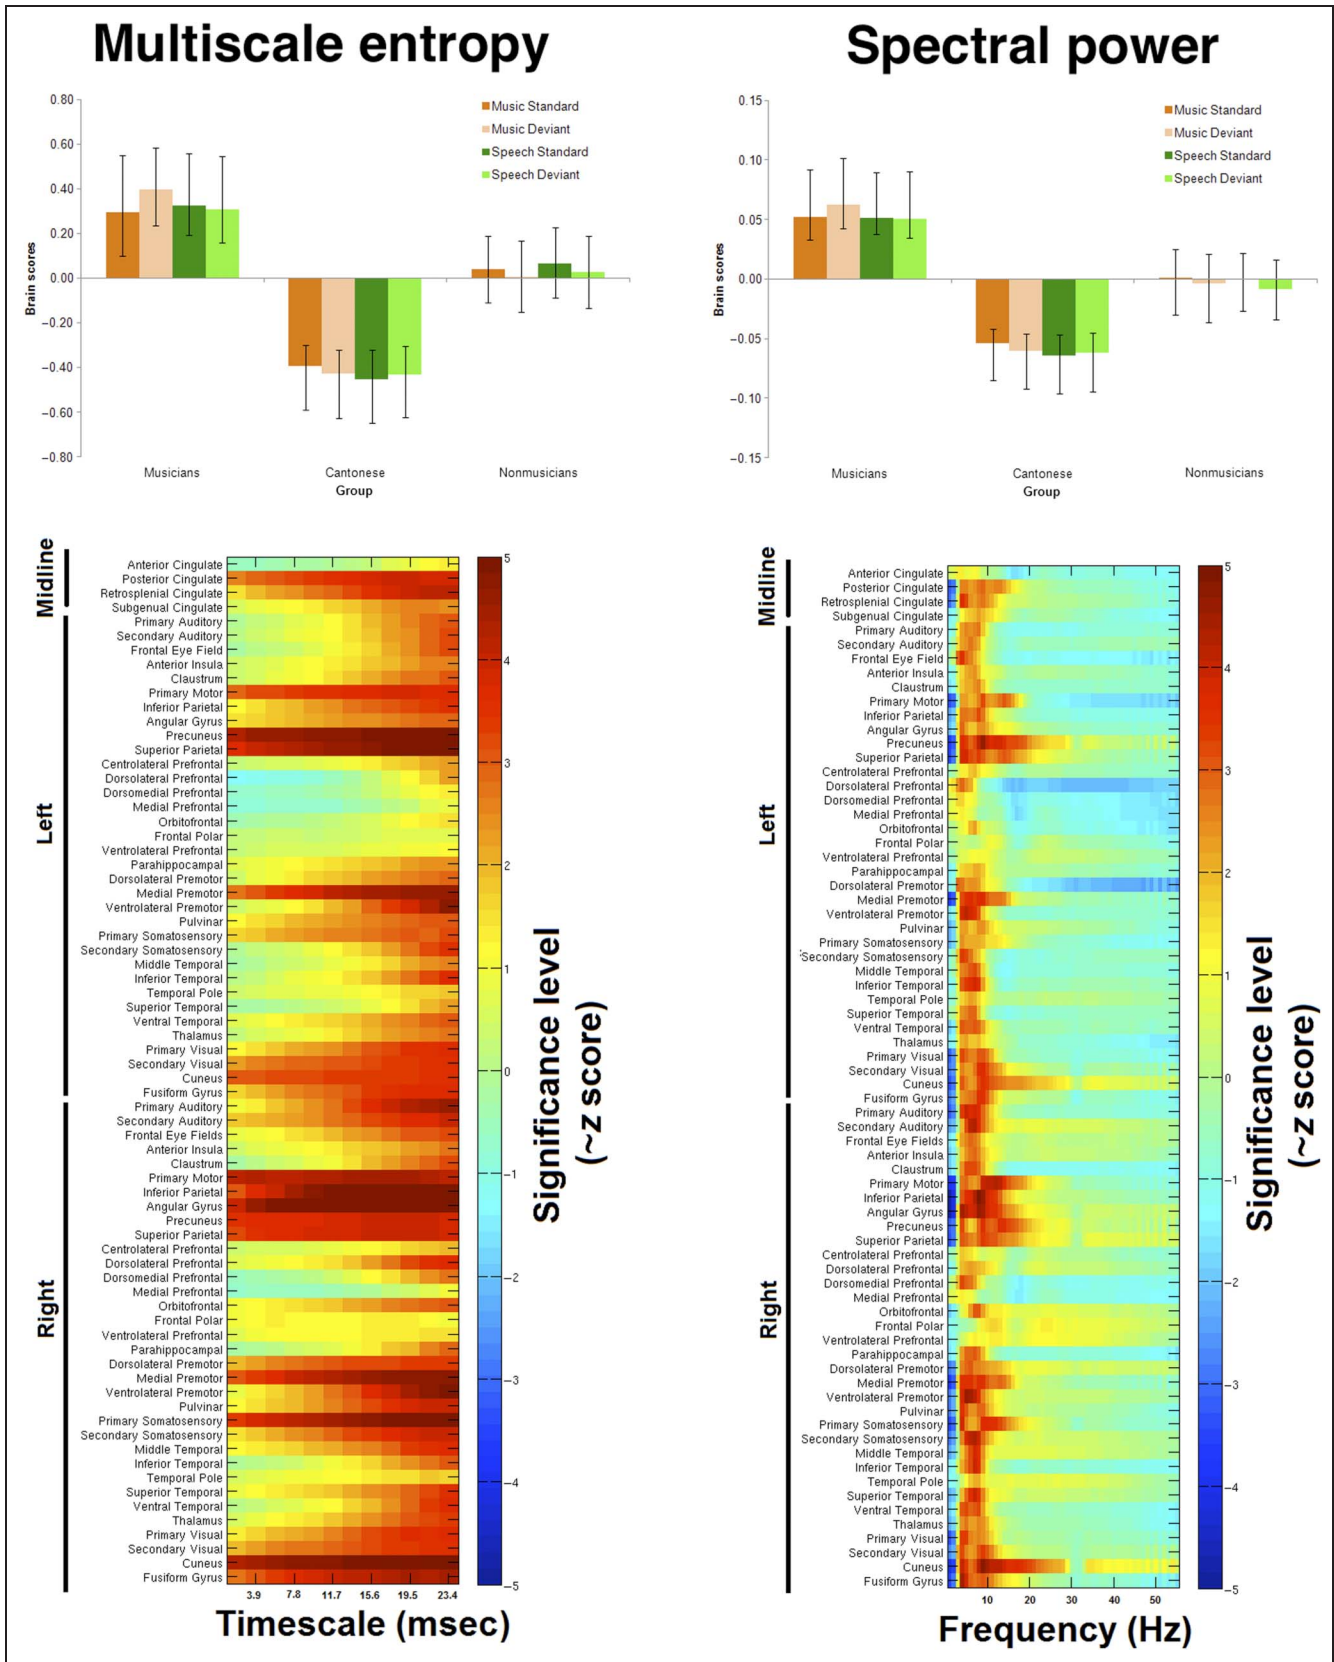 Multiscale entropy
Spectral power
0.80
0.60
0.40
0.20
0.00
−0.20
−0.40
−0.60
−0.80
Brain scores
Music Standard
Music Deviant
Speech Standard
Speech Deviant
Musicians
Cantonese
Nonmusicians
Group
0.15
0.10
0.05
0.00
−0.05
−0.10
−0.15
Brain scores
Music Standard
Music Deviant
Speech Standard
Speech Deviant
Musicians
Cantonese
Nonmusicians
Group
Midline
Left
Right
Anterior Cingulate
Posterior Cingulate
Retrosplenial Cingulate
Subgenual Cingulate
Primary Auditory
Secondary Auditory
Frontal Eye Field
Anterior Insula
Claustrum
Primary Motor
Inferior Parietal
Angular Gyrus
Precuneus
Superior Parietal
Centrolateral Prefrontal
Dorsolateral Prefrontal
Dorsomedial Prefrontal
Medial Prefrontal
Orbitofrontal
Frontal Polar
Ventrolateral Prefrontal
Parahippocampal
Dorsolateral Premotor
Medial Premotor
Ventrolateral Premotor
Pulvinar
Primary Somatosensory
Secondary Somatosensory
Middle Temporal
Inferior Temporal
Temporal Pole
Superior Temporal
Ventral Temporal
Thalamus
Primary Visual
Secondary Visual
Cuneus
Fusiform Gyrus
Primary Auditory
Secondary Auditory
Frontal Eye Fields
Anterior Insula
Claustrum
Primary Motor
Inferior Parietal
Angular Gyrus
Precuneus
Superior Parietal
Centrolateral Prefrontal
Dorsolateral Prefrontal
Dorsomedial Prefrontal
Medial Prefrontal
Orbitofrontal
Frontal Polar
Ventrolateral Prefrontal
Parahippocampal
Dorsolateral Premotor
Medial Premotor
Ventrolateral Premotor
Pulvinar
Primary Somatosensory
Secondary Somatosensory
Middle Temporal
Inferior Temporal
Temporal Pole
Superior Temporal
Ventral Temporal
Thalamus
Primary Visual
Secondary Visual
Cuneus
Fusiform Gyrus
3.9 7.8 11.7 15.6 19.5 23.4
Timescale (msec)
5
4
3
2
1
0
−1
−2
−3
−4
−5
Significance level
(~z score)
Midline
Left
Right
Anterior Cingulate
Posterior Cingulate
Retrosplenial Cingulate
Subgenual Cingulate
Primary Auditory
Secondary Auditory
Frontal Eye Field
Anterior Insula
Claustrum
Primary Motor
Inferior Parietal
Angular Gyrus
Precuneus
Superior Parietal
Centrolateral Prefrontal
Dorsolateral Prefrontal
Dorsomedial Prefrontal
Medial Prefrontal
Orbitofrontal
Frontal Polar
Ventrolateral Prefrontal
Parahippocampal
Dorsolateral Premotor
Medial Premotor
Ventrolateral Premotor
Pulvinar
Primary Somatosensory
Secondary Somatosensory
Middle Temporal
Inferior Temporal
Temporal Pole
Superior Temporal
Ventral Temporal
Thalamus
Primary Visual
Secondary Visual
Cuneus
Fusiform Gyrus
Primary Auditory
Secondary Auditory
Frontal Eye Fields
Anterior Insula
Claustrum
Primary Motor
Inferior Parietal
Angular Gyrus
Precuneus
Superior Parietal
Centrolateral Prefrontal
Dorsolateral Prefrontal
Dorsomedial Prefrontal
Medial Prefrontal
Orbitofrontal
Frontal Polar
Ventrolateral Prefrontal
Parahippocampal
Dorsolateral Premotor
Medial Premotor
Ventrolateral Premotor
Pulvinar
Primary Somatosensory
Secondary Somatosensory
Middle Temporal
Inferior Temporal
Temporal Pole
Superior Temporal
Ventral Temporal
Thalamus
Primary Visual
Secondary Visual
Cuneus
Fusiform Gyrus
10 20 30 40 50
Frequency (Hz)
5
4
3
2
1
0
−1
−2
−3
−4
−5
Significance level
(~z score)